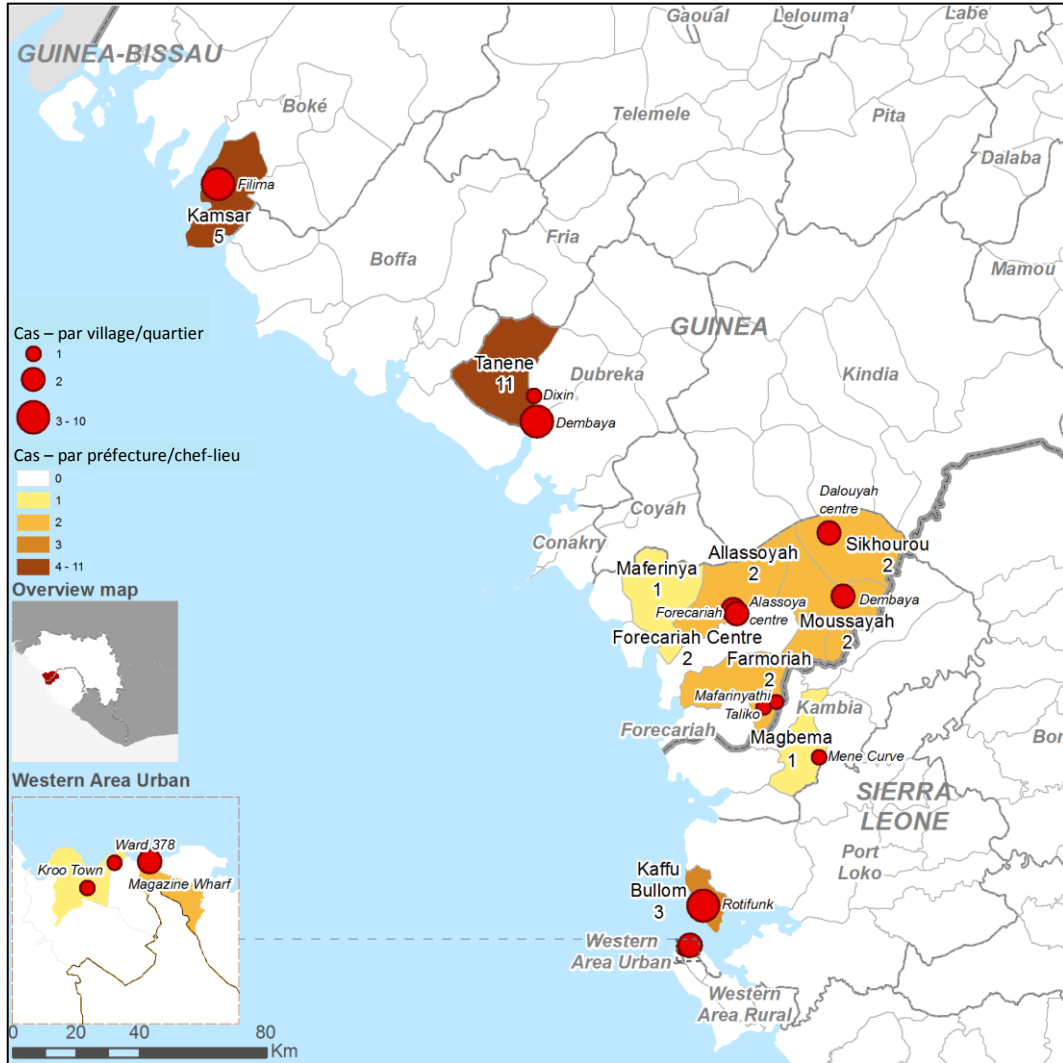 GUINEA-BISSAU
Gaoual
Lelouma
Labe
Boké
Telemele
Pita
Dalaba
Filima
Kamsar
5
Fria
Boffa
Mamou
GUINEA
Cas – par village/quartier
1
2
3 - 10
Tanene
11
Dubreka
Kindia
Dixin
Dembaya
Cas – par préfecture/chef-lieu
0
1
2
3
4 - 11
Dalouyah
centre
Coyah
Conakry
Allassoyah
2
Sikhourou
2
Maferinya
1
Forecariah
Alassoya
centre
Dembaya
Moussayah
2
Forecariah Centre
2
Farmoriah
2
Mafarinyathi
Taliko
Kambia
Forecariah
Magbema
1
Mene Curve
Overview map
SIERRA
LEONE
Port
Loko
Western Area Urban
Ward 378
Kroo Town
Magazine Wharf
Kaffu
Bullom
3
Rotifunk
Western
Area Urban
Western
Area Rural
0 20 40 80
Km